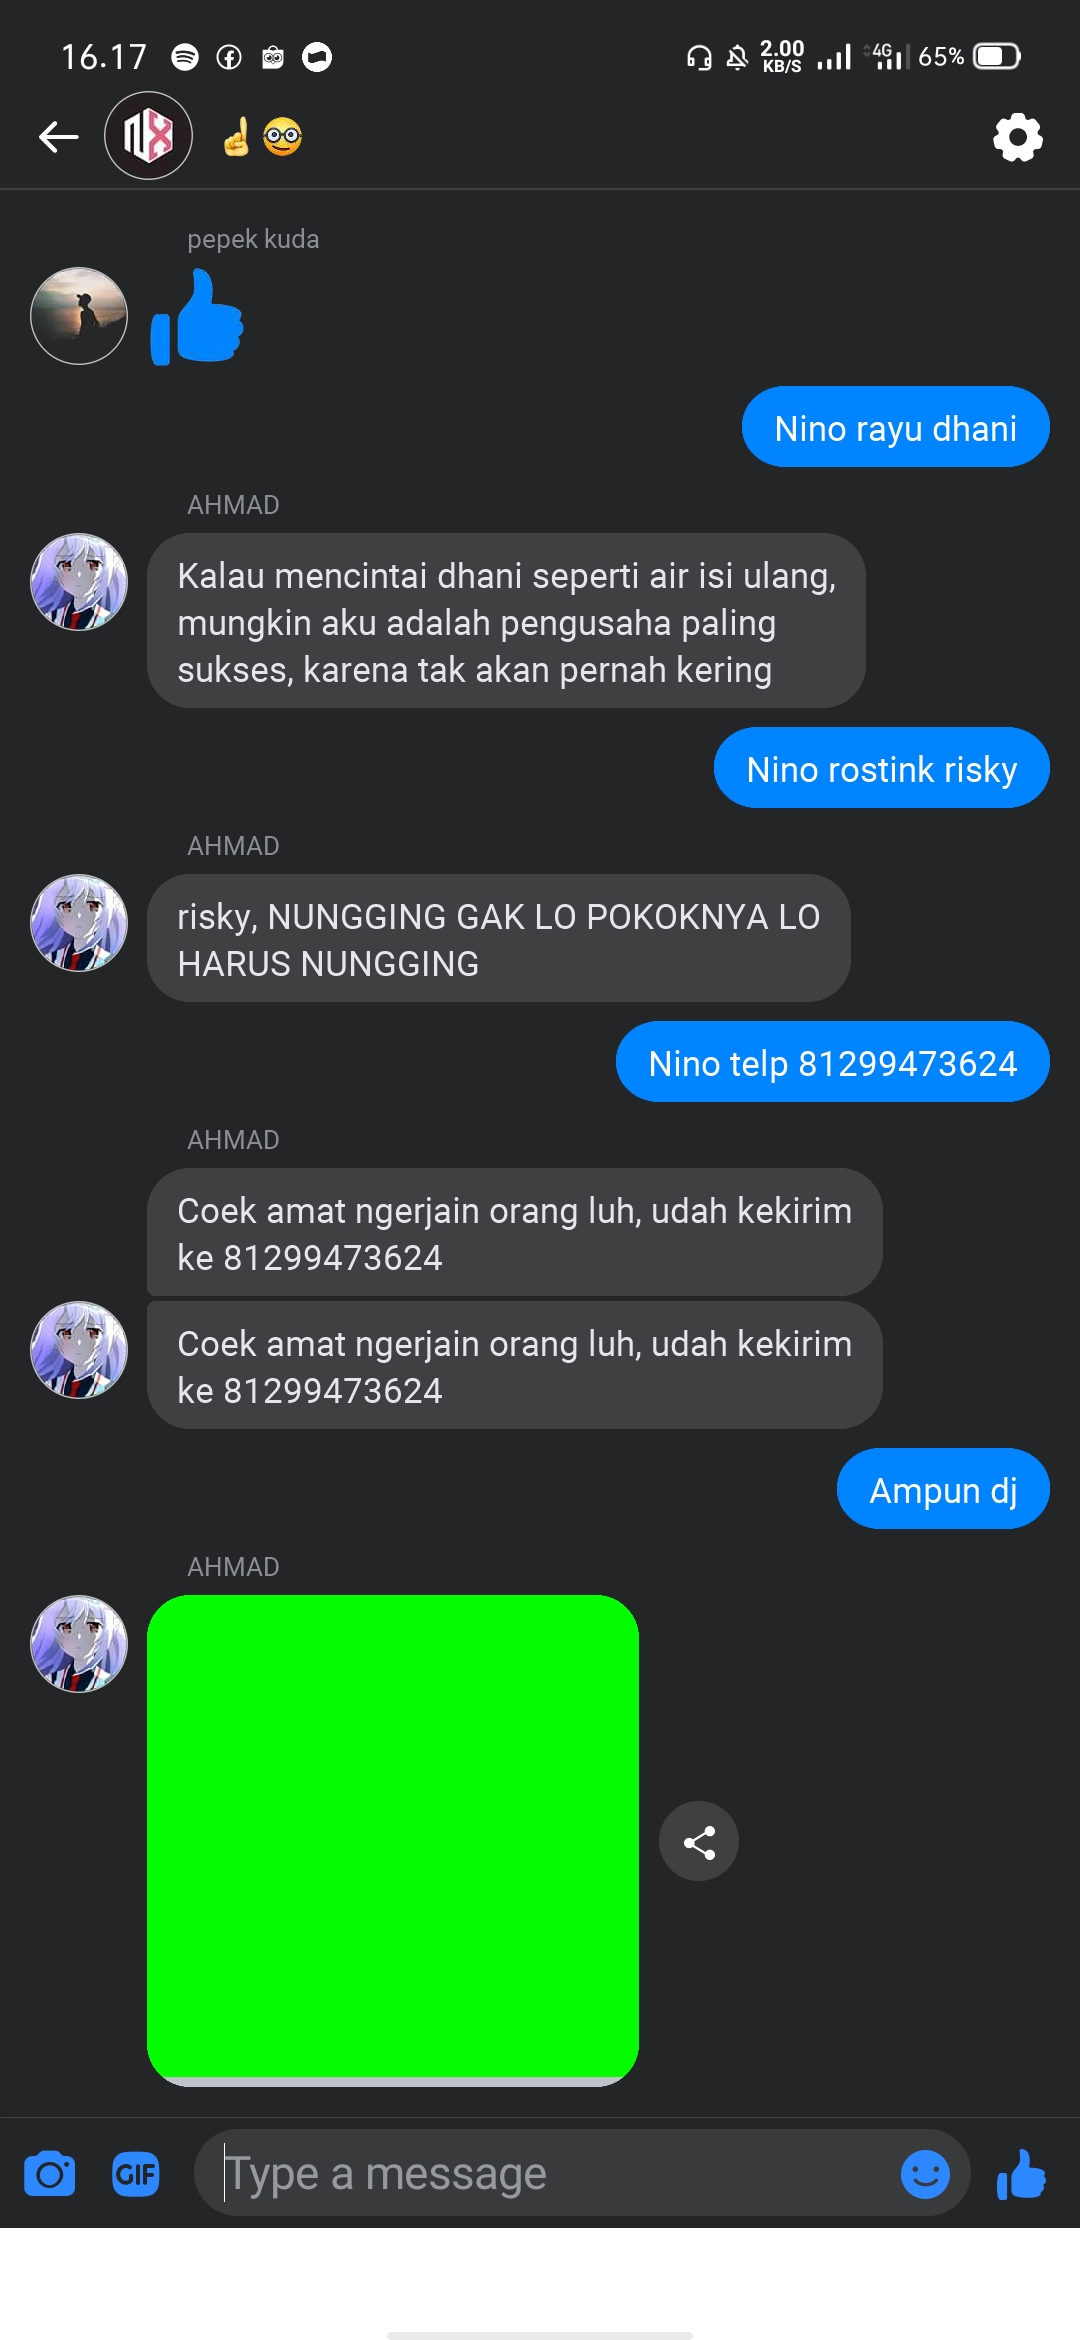 16.17
2.00
KB/S
4G
65%
☝🤓
pepek kuda
Nino rayu dhani
AHMAD
Kalau mencintai dhani seperti air isi ulang,
mungkin aku adalah pengusaha paling
sukses, karena tak akan pernah kering
Nino rostink risky
AHMAD
risky, NUNGGING GAK LO POKOKNYA LO
HARUS NUNGGING
Nino telp 81299473624
AHMAD
Coek amat ngerjain orang luh, udah kekirim
ke 81299473624
Coek amat ngerjain orang luh, udah kekirim
ke 81299473624
Ampun dj
AHMAD
GIF
Type a message